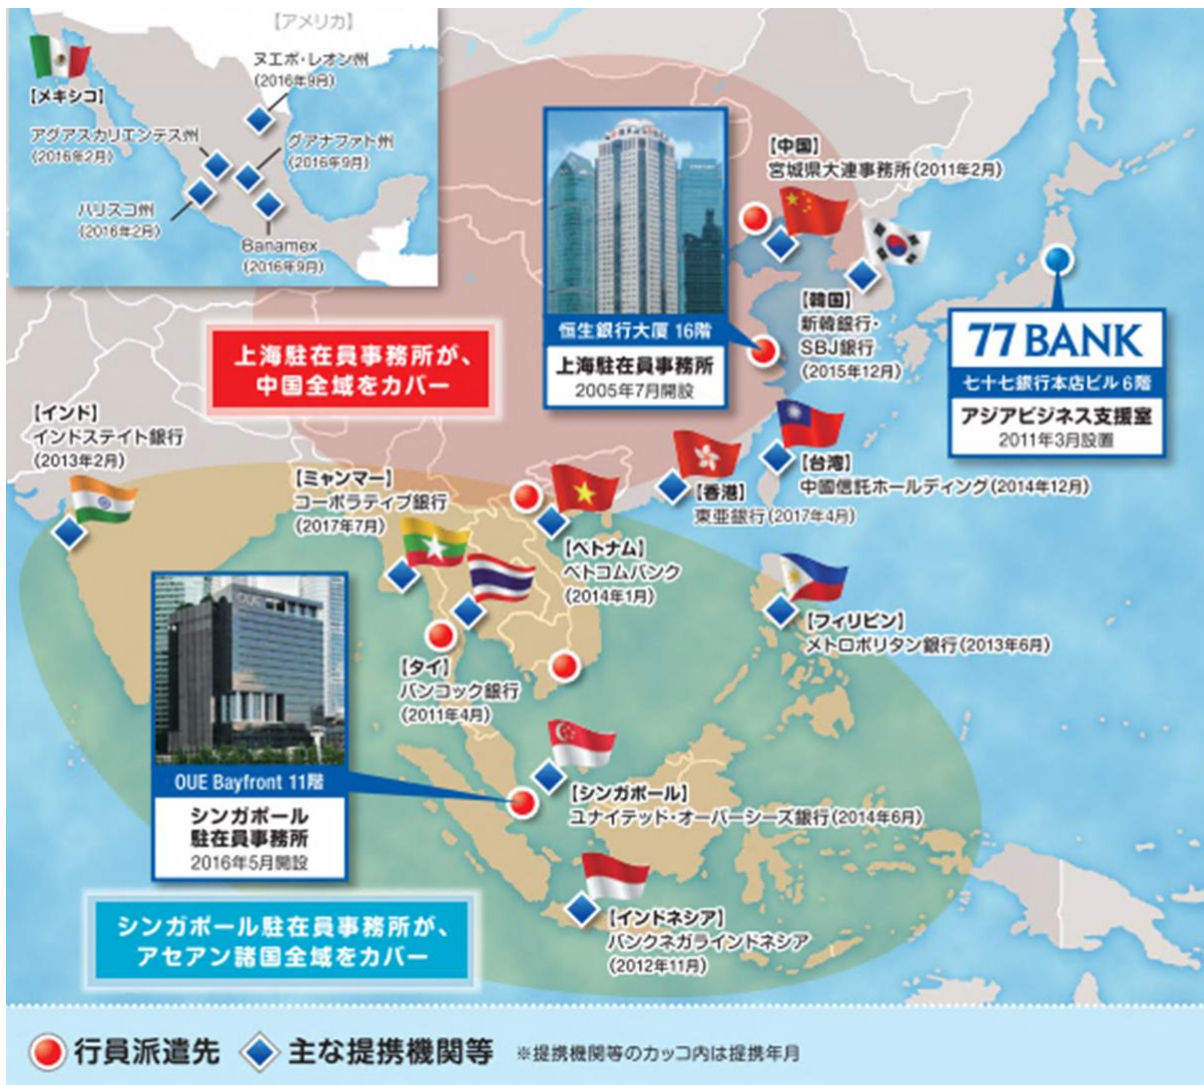 【アメリカ】
ヌエボ・レオン州
(2016年9月)
【メキシコ】
アグアスカリエンテス州
(2016年2月)
グアナファト州
(2016年9月)
ハリスコ州
(2016年2月)
Banamex
(2016年9月)
【中国】
宮城県大連事務所(2011年2月)
恒生銀行大厦 16階
上海駐在員事務所
2005年7月開設
【韓国】
新韓銀行・
SBJ銀行
(2015年12月)
77 BANK
七十七銀行本店ビル 6階
アジアビジネス支援室
2011年3月設置
上海駐在員事務所が、
中国全域をカバー
【インド】
インドステイト銀行
(2013年2月)
【ミャンマー】
コーポラティブ銀行
(2017年7月)
【香港】
東亜銀行(2017年4月)
【台湾】
中國信託ホールディング(2014年12月)
【ベトナム】
ベトコムバンク
(2014年1月)
【フィリピン】
メトロポリタン銀行(2013年6月)
【タイ】
バンコック銀行
(2011年4月)
OUE
OUE Bayfront 11階
シンガポール
駐在員事務所
2016年5月開設
【シンガポール】
ユナイテッド・オーバーシーズ銀行(2014年6月)
シンガポール駐在員事務所が、
アセアン諸国全域をカバー
【インドネシア】
バンクネガラインドネシア
(2012年11月)
行員派遣先
主な提携機関等
※提携機関等のカッコ内は提携年月